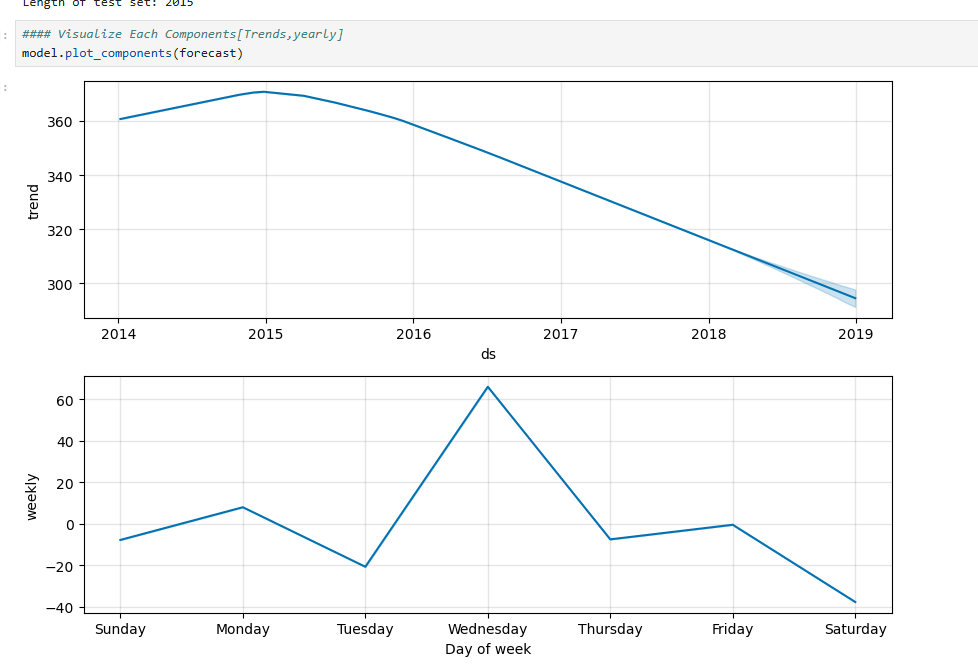 Length of test set: 2015
#### Visualize Each Components[Trends,yearly]
model.plot_components(forecast)
360
340
320
300
trend
2014 2015 2016 2017 2018 2019
ds
60
40
20
0
−20
−40
weekly
Sunday Monday Tuesday Wednesday Thursday Friday Saturday
Day of week